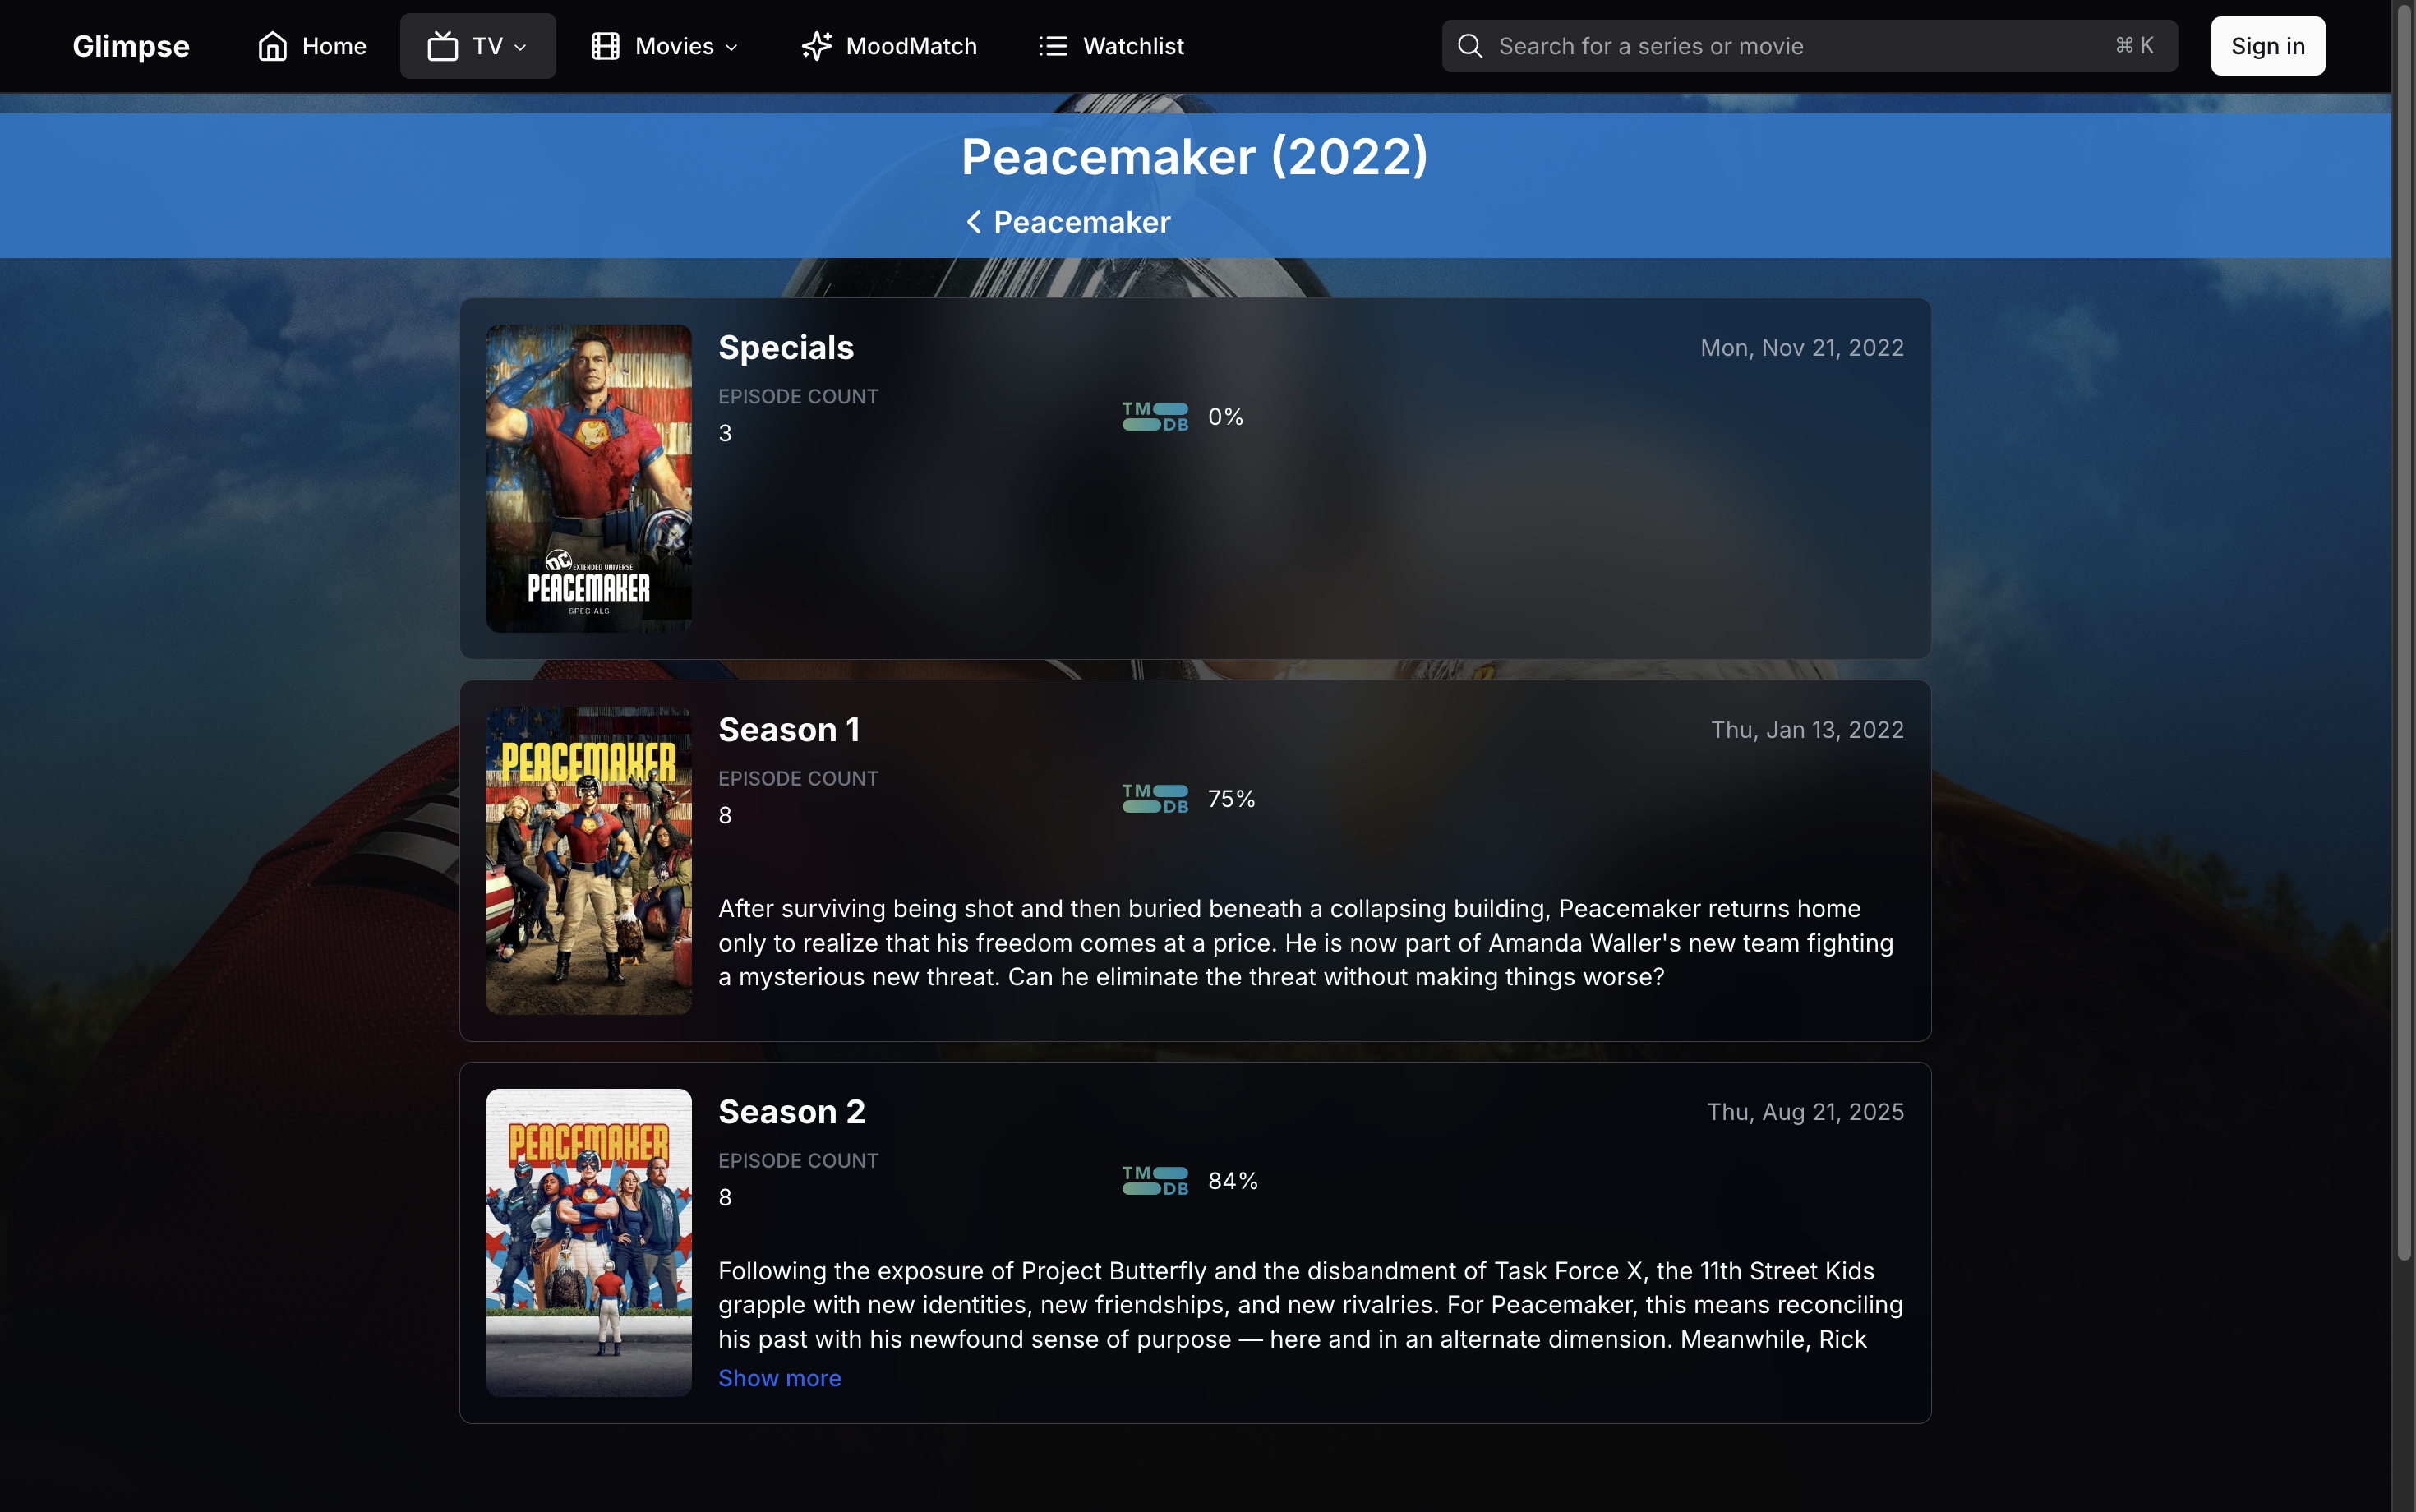 Glimpse
Home
TV
Movies
MoodMatch
Watchlist
Search for a series or movie
⌘ K
Sign in
Peacemaker (2022)
Peacemaker
Specials
Mon, Nov 21, 2022
EPISODE COUNT
3
TMDB
0%
DC
EXTENDED UNIVERSE
PEACEMAKER
SPECIALS
Season 1
Thu, Jan 13, 2022
EPISODE COUNT
8
TMDB
75%
PEACEMAKER
After surviving being shot and then buried beneath a collapsing building, Peacemaker returns home
only to realize that his freedom comes at a price. He is now part of Amanda Waller's new team fighting
a mysterious new threat. Can he eliminate the threat without making things worse?
Season 2
Thu, Aug 21, 2025
EPISODE COUNT
8
TMDB
84%
PEACEMAKER
Following the exposure of Project Butterfly and the disbandment of Task Force X, the 11th Street Kids
grapple with new identities, new friendships, and new rivalries. For Peacemaker, this means reconciling
his past with his newfound sense of purpose — here and in an alternate dimension. Meanwhile, Rick
Show more